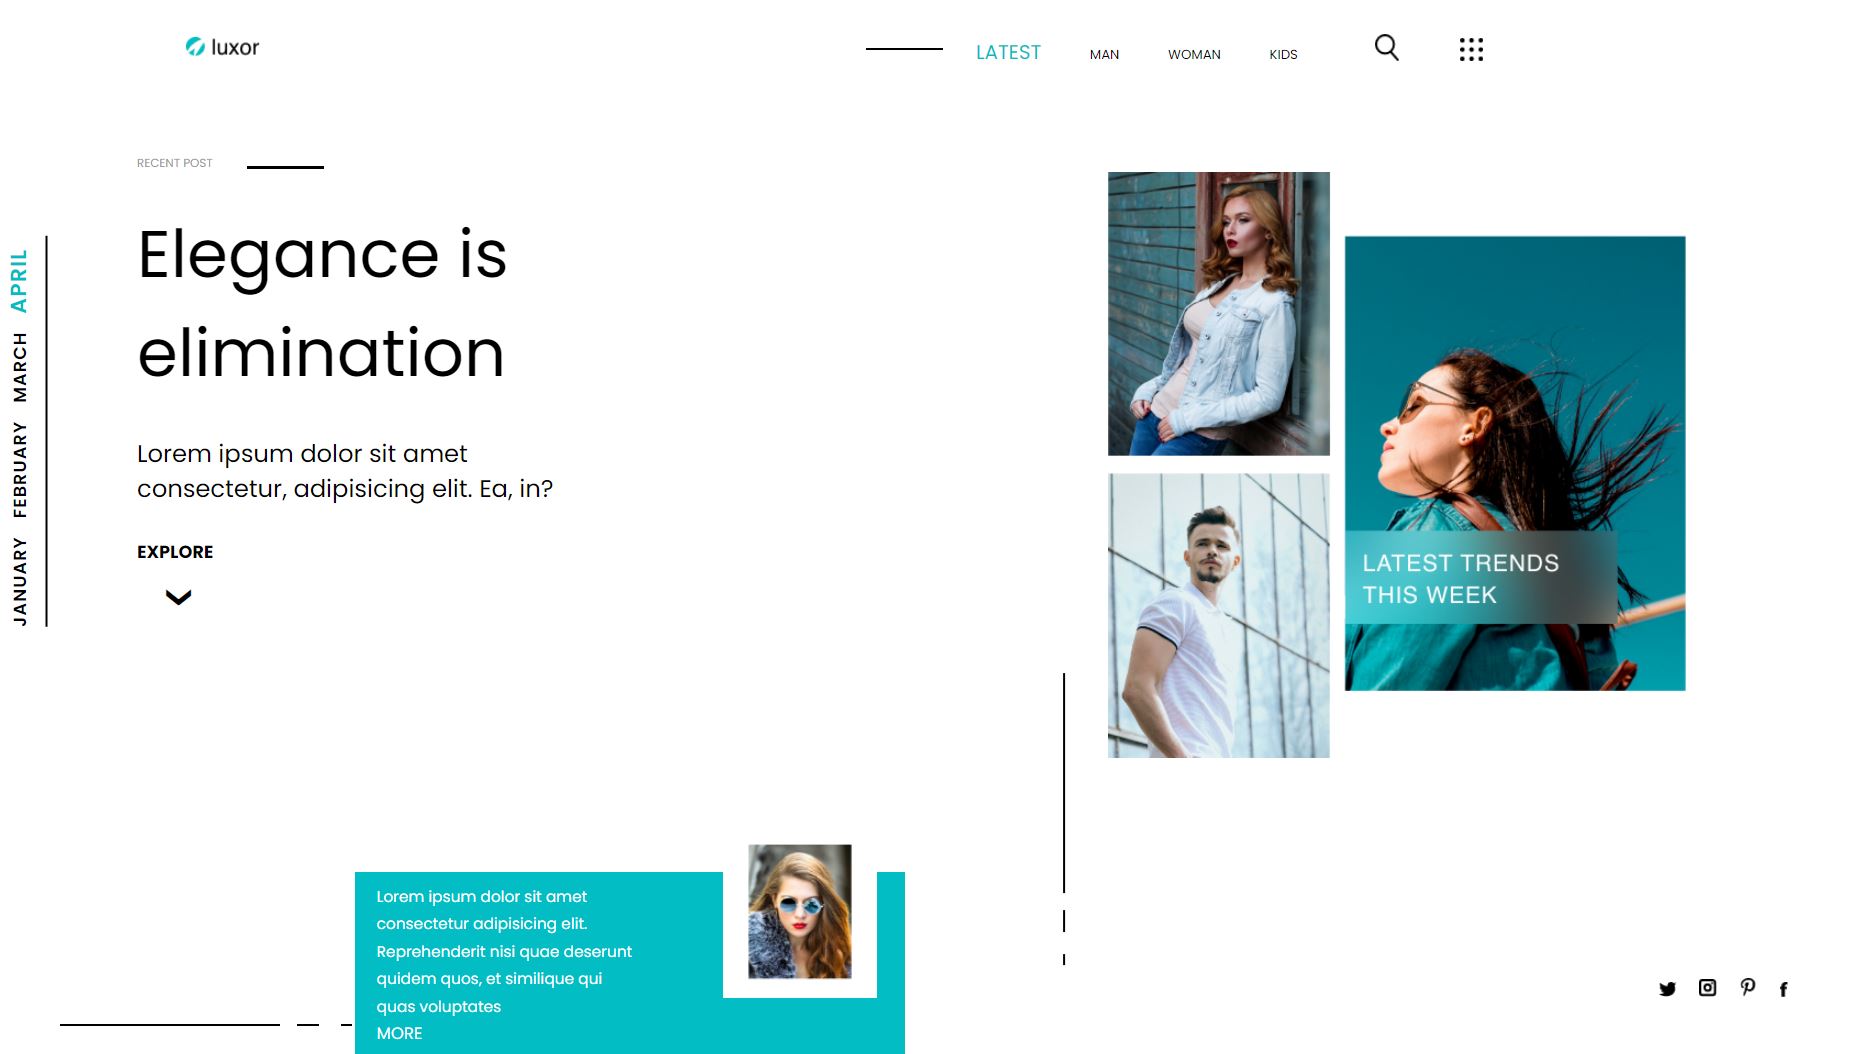 luxor
LATEST MAN WOMAN KIDS
RECENT POST
Elegance is
elimination
Lorem ipsum dolor sit amet
consectetur, adipisicing elit. Ea, in?
EXPLORE
JANUARY FEBRUARY MARCH APRIL
LATEST TRENDS
THIS WEEK
Lorem ipsum dolor sit amet
consectetur adipisicing elit.
Reprehenderit nisi quae deserunt
quidem quos, et similique qui
quas voluptates
MORE